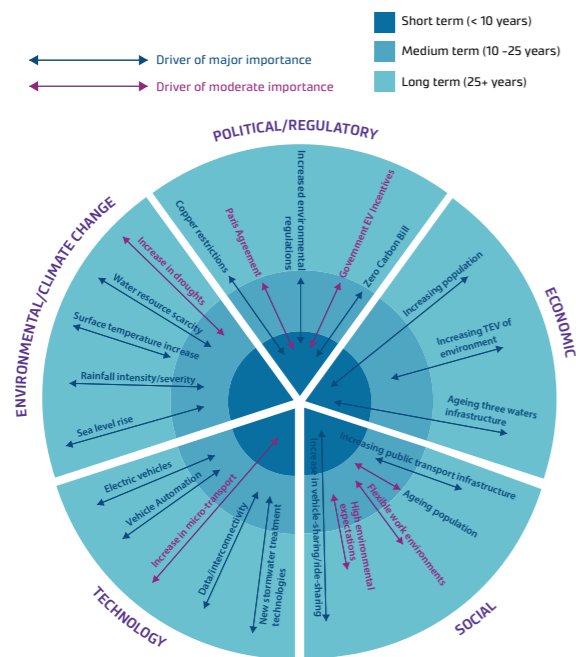 Short term (< 10 years)
Driver of major importance
Medium term (10 -25 years)
Driver of moderate importance
Long term (25+ years)
POLITICAL/REGULATORY
Copper restrictions
Paris Agreement
Increased environmental
regulations
Government EV Incentives
Zero Carbon Bill
ECONOMIC
Increasing population
Increasing TEV of
environment
Ageing three waters
infrastructure
SOCIAL
Increasing public transport infrastructure
Ageing population
Flexible work environments
High environmental
expectations
Increase in vehicle-sharing/ride-sharing
TECHNOLOGY
New stormwater treatment
technologies
Data/interconnectivity
Increase in micro-transport
Vehicle Automation
Electric vehicles
ENVIRONMENTAL/CLIMATE CHANGE
Sea level rise
Rainfall intensity/severity
Surface temperature increase
Water resource scarcity
Increase in droughts